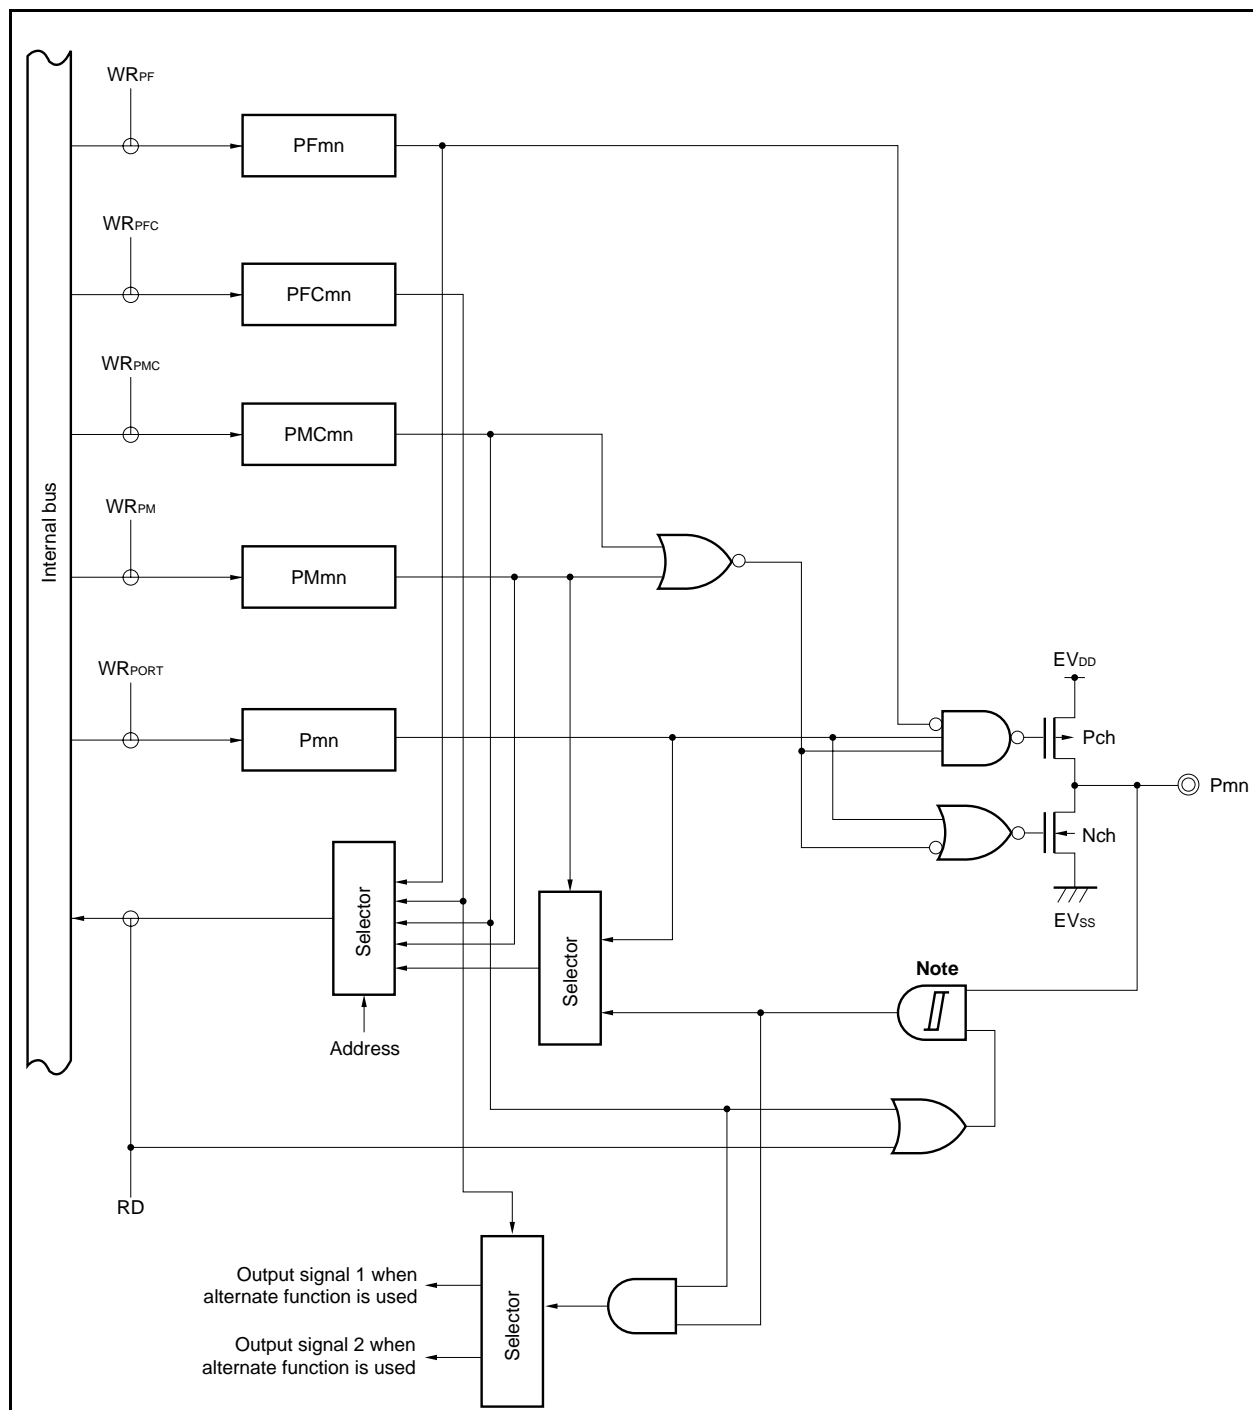 WRPF
PFmn
WRPFC
PFCmn
WRPMC
PMCmn
Internal bus
WRPM
PMmn
WRPORT
Pmn
EVDD
Pch
Pmn
Nch
EVSS
Selector
Selector
Note
Address
RD
Output signal 1 when
alternate function is used
Output signal 2 when
alternate function is used
Selector